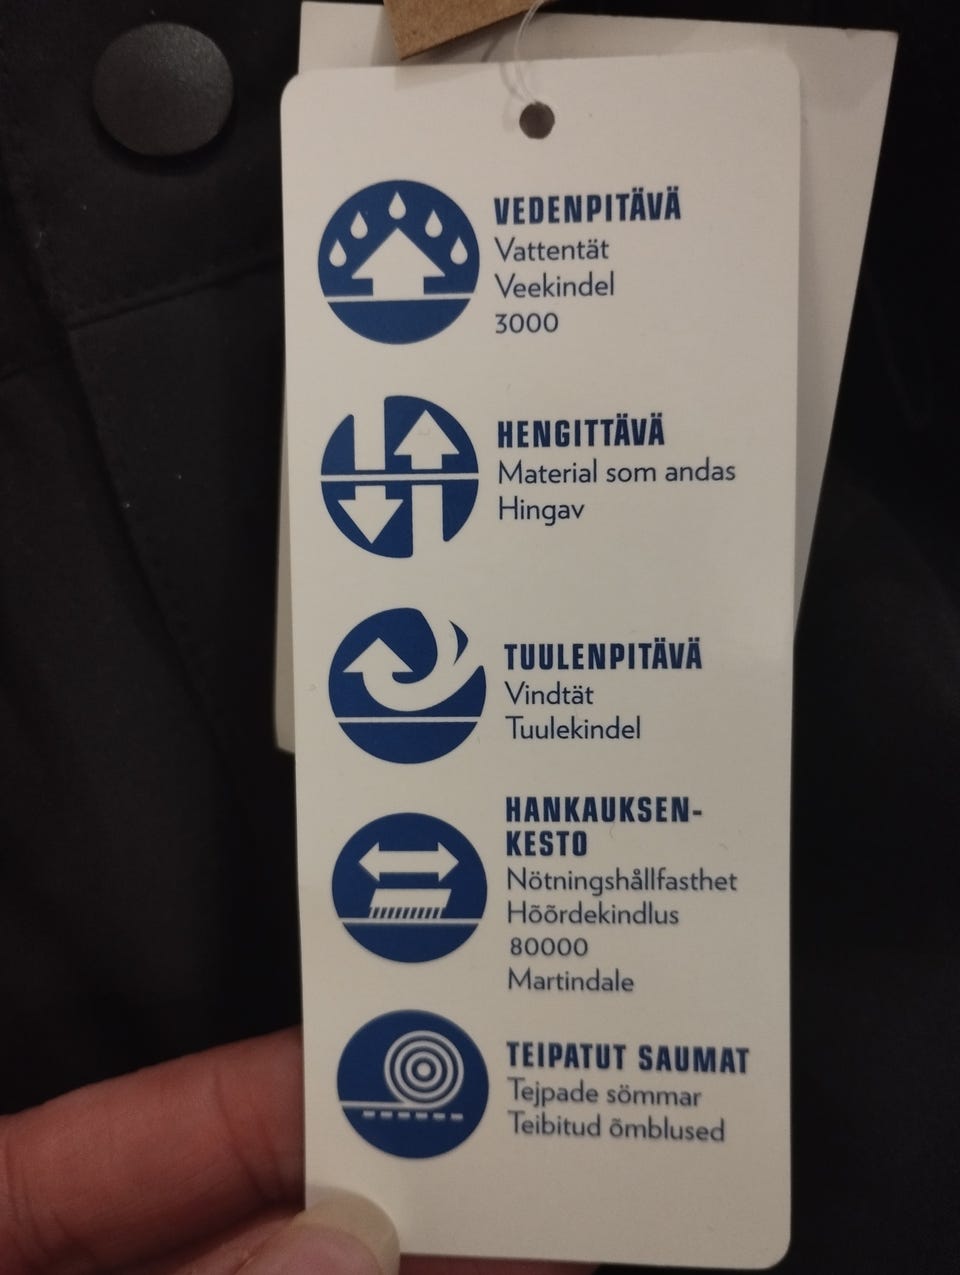 VEDENPITÄVÄ
Vattentät
Veekindel
3000
HENGITTÄVÄ
Material som andas
Hingav
TUULENPITÄVÄ
Vindtät
Tuulekindel
HANKAUKSEN-
KESTO
Nötningshållfasthet
Hõõrdekindlus
80000
Martindale
TEIPATUT SAUMAT
Tejpade sömmar
Teibitud õmblused